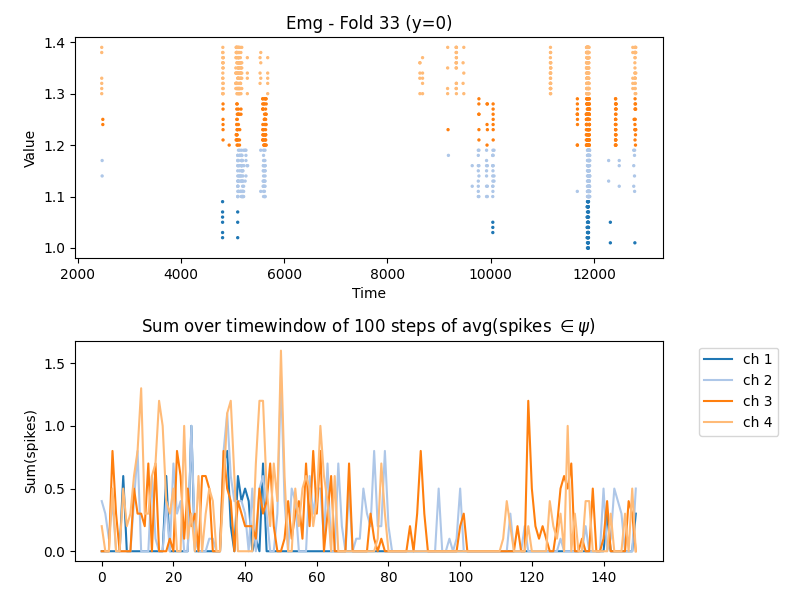 Emg - Fold 33 (y=0)
1.4
1.3
1.2
1.1
1.0
Value
2000 4000 6000 8000 10000 12000
Time
Sum over timewindow of 100 steps of avg(spikes ∈ψ)
1.5
1.0
0.5
0.0
Sum(spikes)
0 20 40 60 80 100 120 140
ch 1
ch 2
ch 3
ch 4